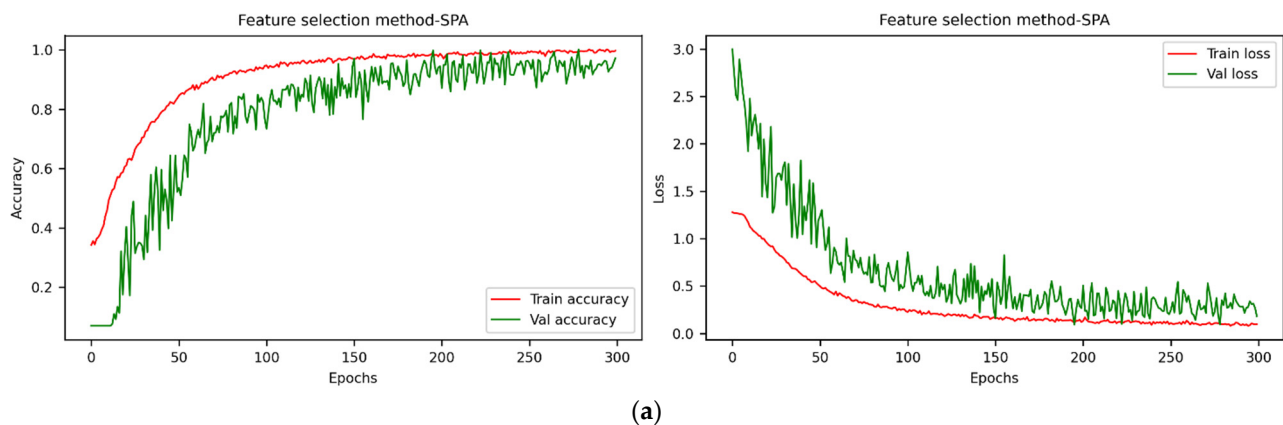 Feature selection method-SPA
1.0
0.8
0.6
0.4
0.2
Accuracy
Train accuracy
Val accuracy
0 50 100 150 200 250 300
Epochs
Feature selection method-SPA
3.0
2.5
2.0
1.5
1.0
0.5
0.0
Loss
Train loss
Val loss
0 50 100 150 200 250 300
Epochs
(a)